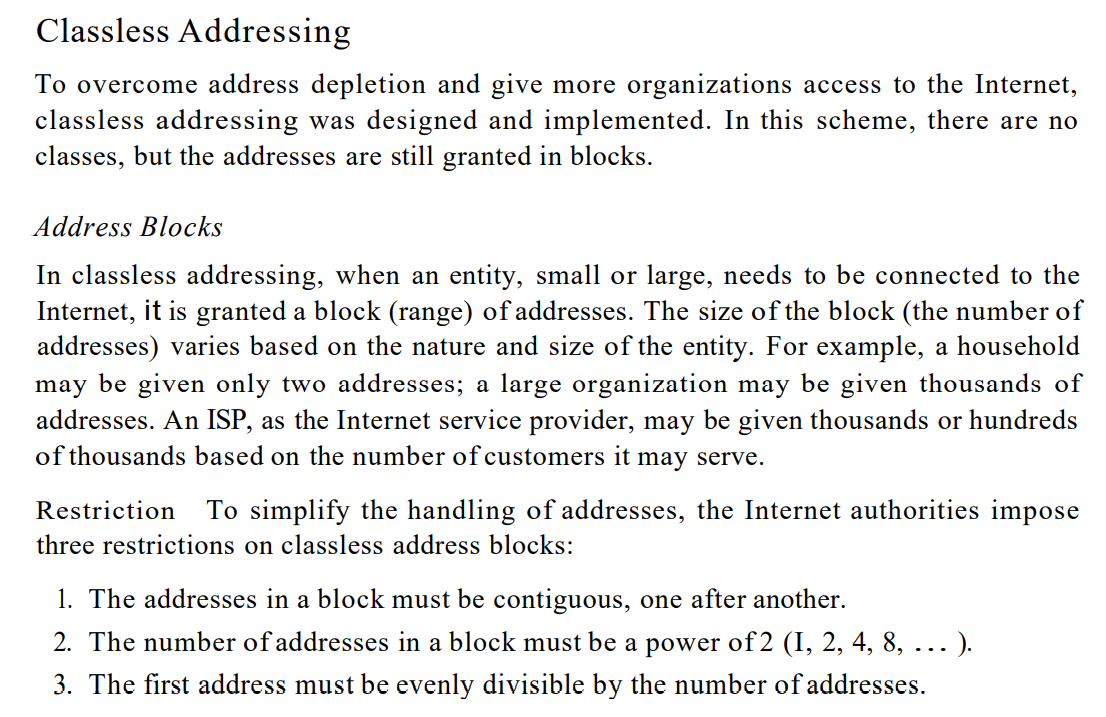 Classless Addressing
To overcome address depletion and give more organizations access to the Internet,
classless addressing was designed and implemented. In this scheme, there are no
classes, but the addresses are still granted in blocks.
Address Blocks
In classless addressing, when an entity, small or large, needs to be connected to the
Internet, it is granted a block (range) of addresses. The size of the block (the number of
addresses) varies based on the nature and size of the entity. For example, a household
may be given only two addresses; a large organization may be given thousands of
addresses. An ISP, as the Internet service provider, may be given thousands or hundreds
of thousands based on the number of customers it may serve.
Restriction To simplify the handling of addresses, the Internet authorities impose
three restrictions on classless address blocks:
1. The addresses in a block must be contiguous, one after another.
2. The number of addresses in a block must be a power of 2 (I, 2, 4, 8, ... ).
3. The first address must be evenly divisible by the number of addresses.